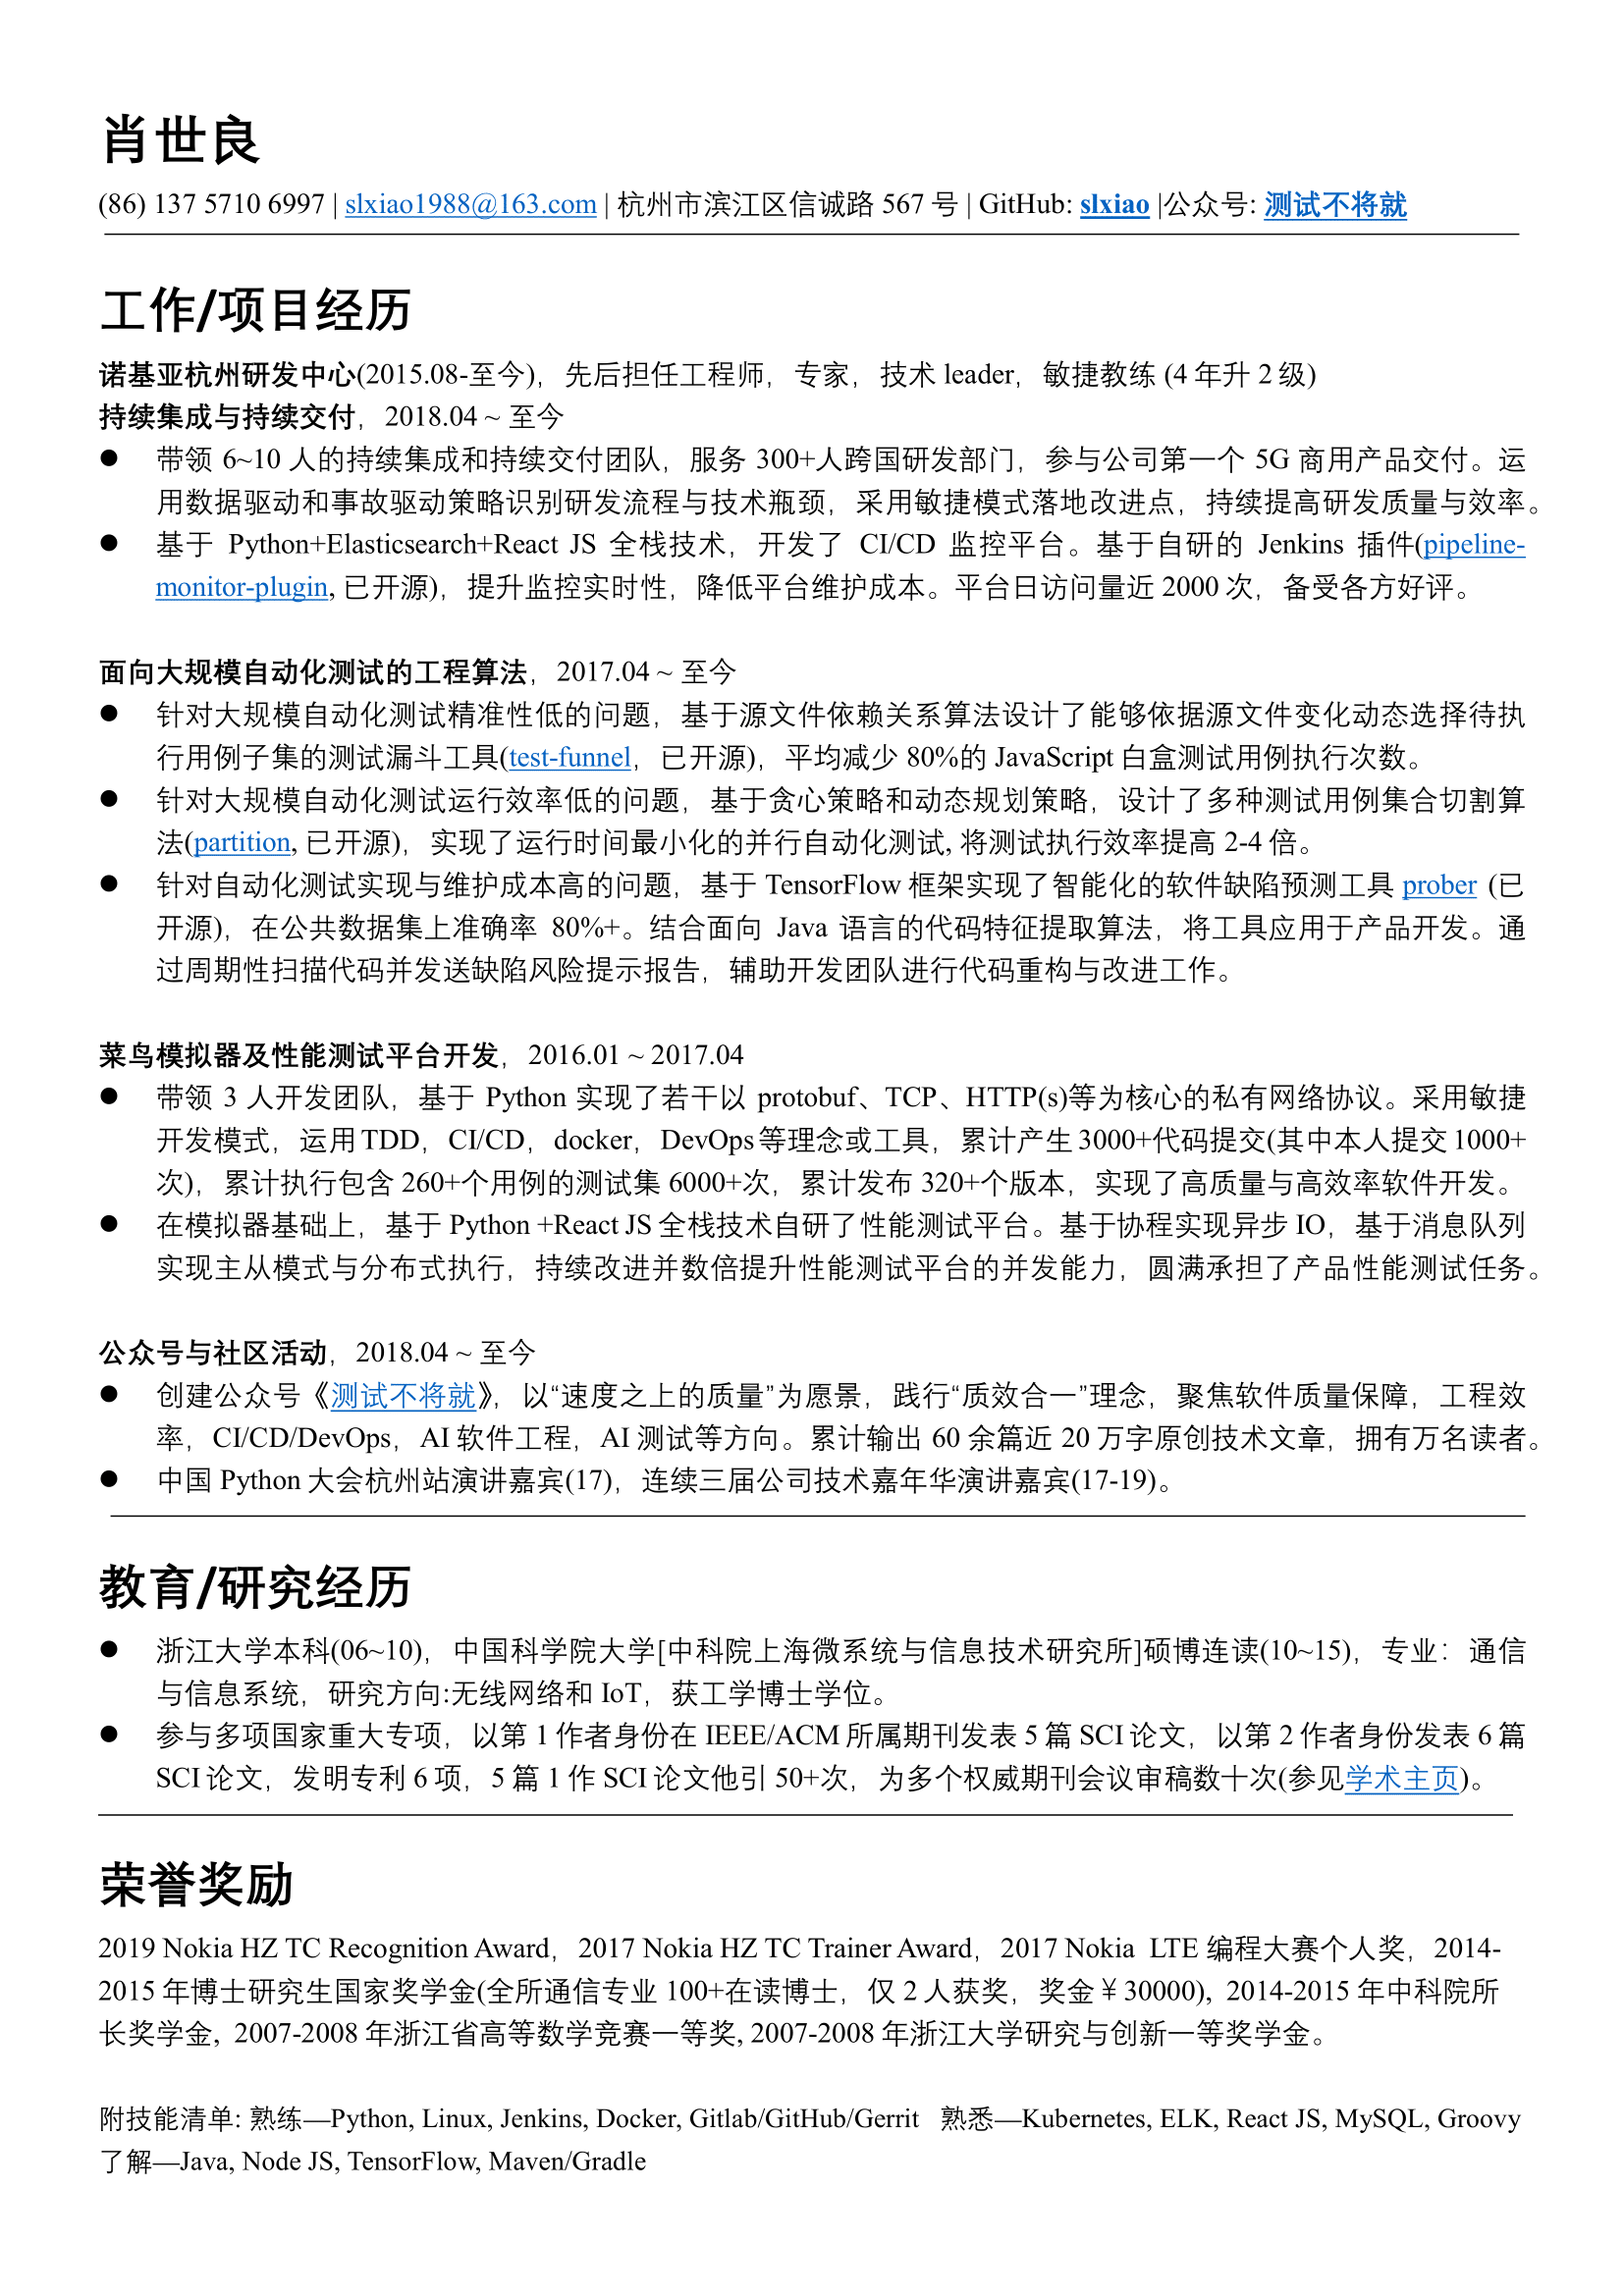 肖世良
(86) 137 5710 6997 | slxiao1988@163.com | 杭州市滨江区信诚路 567 号 | GitHub: slxiao |公众号: 测试不将就
工作/项目经历
诺基亚杭州研发中心(2015.08-至今)，先后担任工程师，专家，技术 leader，敏捷教练 (4 年升 2 级)
持续集成与持续交付，2018.04 ~ 至今
● 带领 6~10 人的持续集成和持续交付团队，服务 300+人跨国研发部门，参与公司第一个 5G 商用产品交付。运
用数据驱动和事故驱动策略识别研发流程与技术瓶颈，采用敏捷模式落地改进点，持续提高研发质量与效率。
● 基于 Python+Elasticsearch+React JS 全栈技术，开发了 CI/CD 监控平台。基于自研的 Jenkins 插件(pipeline-
monitor-plugin, 已开源)，提升监控实时性，降低平台维护成本。平台日访问量近 2000 次，备受各方好评。
面向大规模自动化测试的工程算法，2017.04 ~ 至今
● 针对大规模自动化测试精准性低的问题，基于源文件依赖关系算法设计了能够依据源文件变化动态选择待执
行用例子集的测试漏斗工具(test-funnel，已开源)，平均减少 80%的 JavaScript 白盒测试用例执行次数。
● 针对大规模自动化测试运行效率低的问题，基于贪心策略和动态规划策略，设计了多种测试用例集合切割算
法(partition, 已开源)，实现了运行时间最小化的并行自动化测试, 将测试执行效率提高 2-4 倍。
● 针对自动化测试实现与维护成本高的问题，基于 TensorFlow 框架实现了智能化的软件缺陷预测工具 prober (已
开源)，在公共数据集上准确率 80%+。结合面向 Java 语言的代码特征提取算法，将工具应用于产品开发。通
过周期性扫描代码并发送缺陷风险提示报告，辅助开发团队进行代码重构与改进工作。
菜鸟模拟器及性能测试平台开发，2016.01 ~ 2017.04
● 带领 3 人开发团队，基于 Python 实现了若干以 protobuf、TCP、HTTP(s)等为核心的私有网络协议。采用敏捷
开发模式，运用 TDD，CI/CD，docker，DevOps 等理念或工具，累计产生 3000+代码提交(其中本人提交 1000+
次)，累计执行包含 260+个用例的测试集 6000+次，累计发布 320+个版本，实现了高质量与高效率软件开发。
● 在模拟器基础上，基于 Python +React JS 全栈技术自研了性能测试平台。基于协程实现异步 IO，基于消息队列
实现主从模式与分布式执行，持续改进并数倍提升性能测试平台的并发能力，圆满承担了产品性能测试任务。
公众号与社区活动，2018.04 ~ 至今
● 创建公众号《测试不将就》，以“速度之上的质量”为愿景，践行“质效合一”理念，聚焦软件质量保障，工程效
率，CI/CD/DevOps，AI 软件工程，AI 测试等方向。累计输出 60 余篇近 20 万字原创技术文章，拥有万名读者。
● 中国 Python 大会杭州站演讲嘉宾(17)，连续三届公司技术嘉年华演讲嘉宾(17-19)。
教育/研究经历
● 浙江大学本科(06~10)，中国科学院大学[中科院上海微系统与信息技术研究所]硕博连读(10~15)，专业：通信
与信息系统，研究方向:无线网络和 IoT，获工学博士学位。
● 参与多项国家重大专项，以第 1 作者身份在 IEEE/ACM 所属期刊发表 5 篇 SCI 论文，以第 2 作者身份发表 6 篇
SCI 论文，发明专利 6 项，5 篇 1 作 SCI 论文他引 50+次，为多个权威期刊会议审稿数十次(参见学术主页)。
荣誉奖励
2019 Nokia HZ TC Recognition Award，2017 Nokia HZ TC Trainer Award，2017 Nokia LTE 编程大赛个人奖，2014-
2015 年博士研究生国家奖学金(全所通信专业 100+在读博士，仅 2 人获奖，奖金￥30000), 2014-2015 年中科院所
长奖学金, 2007-2008 年浙江省高等数学竞赛一等奖, 2007-2008 年浙江大学研究与创新一等奖学金。
附技能清单: 熟练—Python, Linux, Jenkins, Docker, Gitlab/GitHub/Gerrit 熟悉—Kubernetes, ELK, React JS, MySQL, Groovy
了解—Java, Node JS, TensorFlow, Maven/Gradle